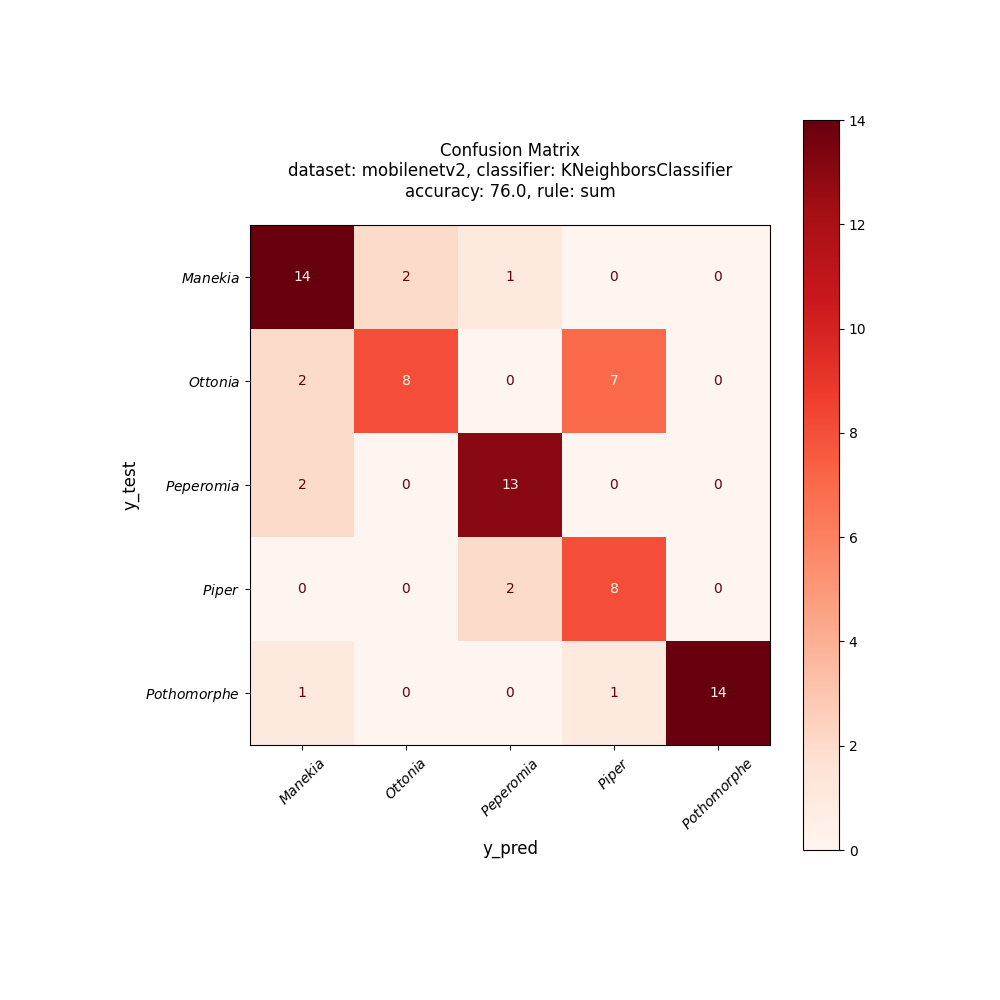 Confusion Matrix
dataset: mobilenetv2, classifier: KNeighborsClassifier
accuracy: 76.0, rule: sum
Manekia 14 2 1 0 0
Ottonia 2 8 0 7 0
Peperomia 2 0 13 0 0
Piper 0 0 2 8 0
Pothomorphe 1 0 0 1 14
Manekia Ottonia Peperomia Piper Pothomorphe
y_test
y_pred
14
12
10
8
6
4
2
0